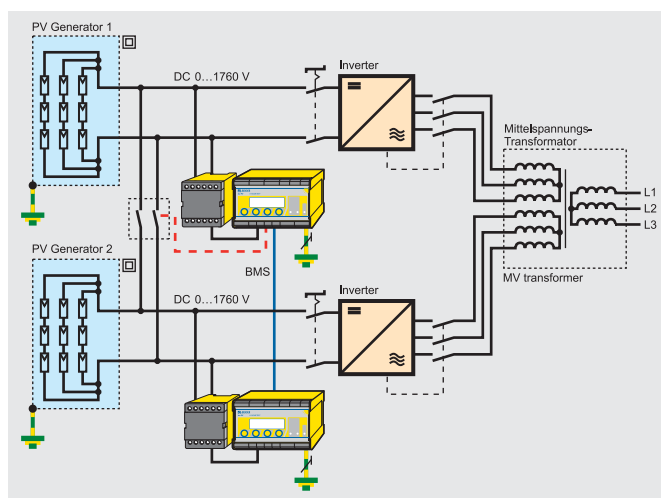 PV Generator 1
DC 0...1760 V
Inverter
Mittelspannungs-
Transformator
L1
L2
L3
MV transformer
PV Generator 2
BMS
DC 0...1760 V
Inverter